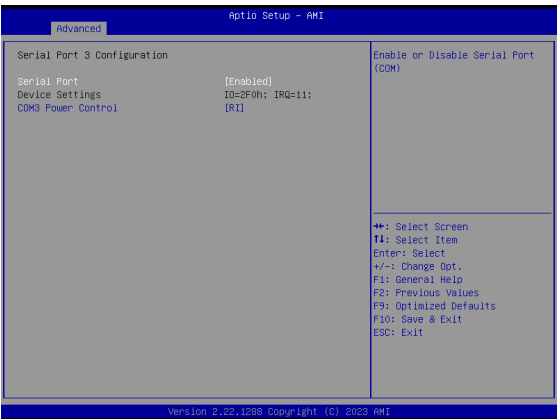 Aptio Setup – AMI
Advanced
Serial Port 3 Configuration
Serial Port [Enabled]
Device Settings IO=2F0h; IRQ=11;
COM3 Power Control [RI]
Enable or Disable Serial Port
(COM)
→←: Select Screen
↑↓: Select Item
Enter: Select
+/-: Change Opt.
F1: General Help
F2: Previous Values
F9: Optimized Defaults
F10: Save & Exit
ESC: Exit
Version 2.22.1288 Copyright (C) 2023 AMI